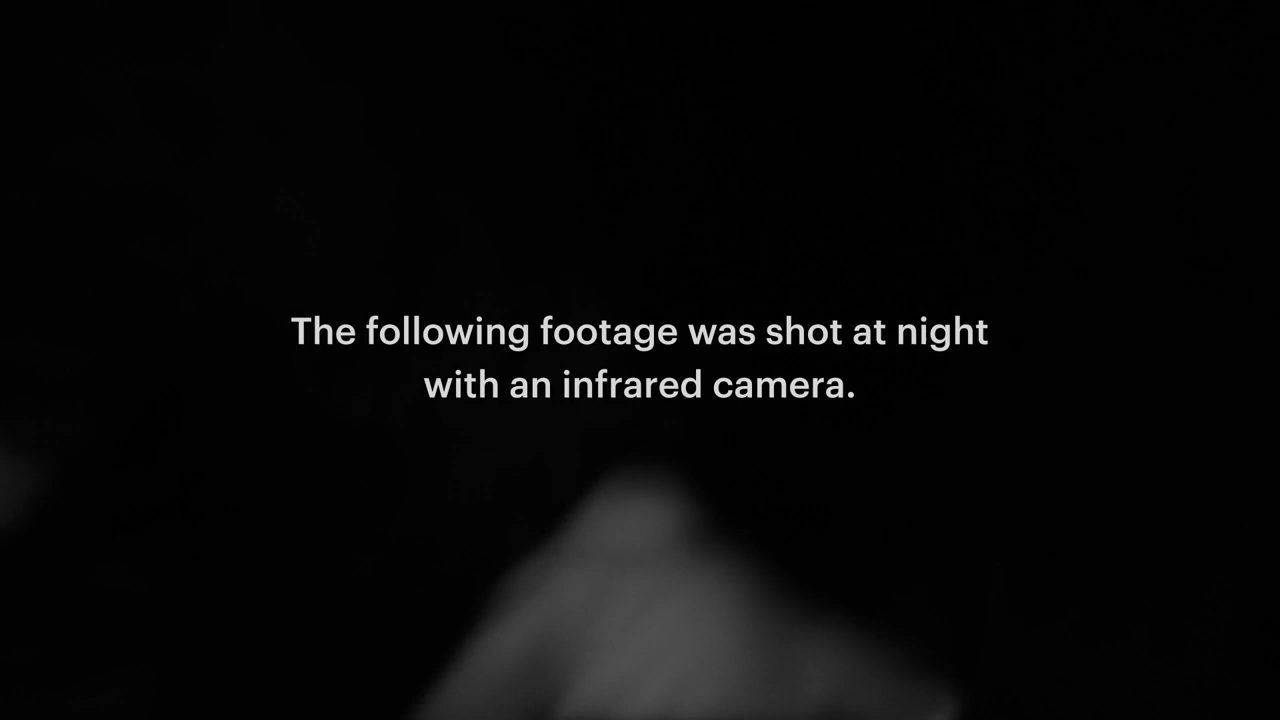 The following footage was shot at night
with an infrared camera.